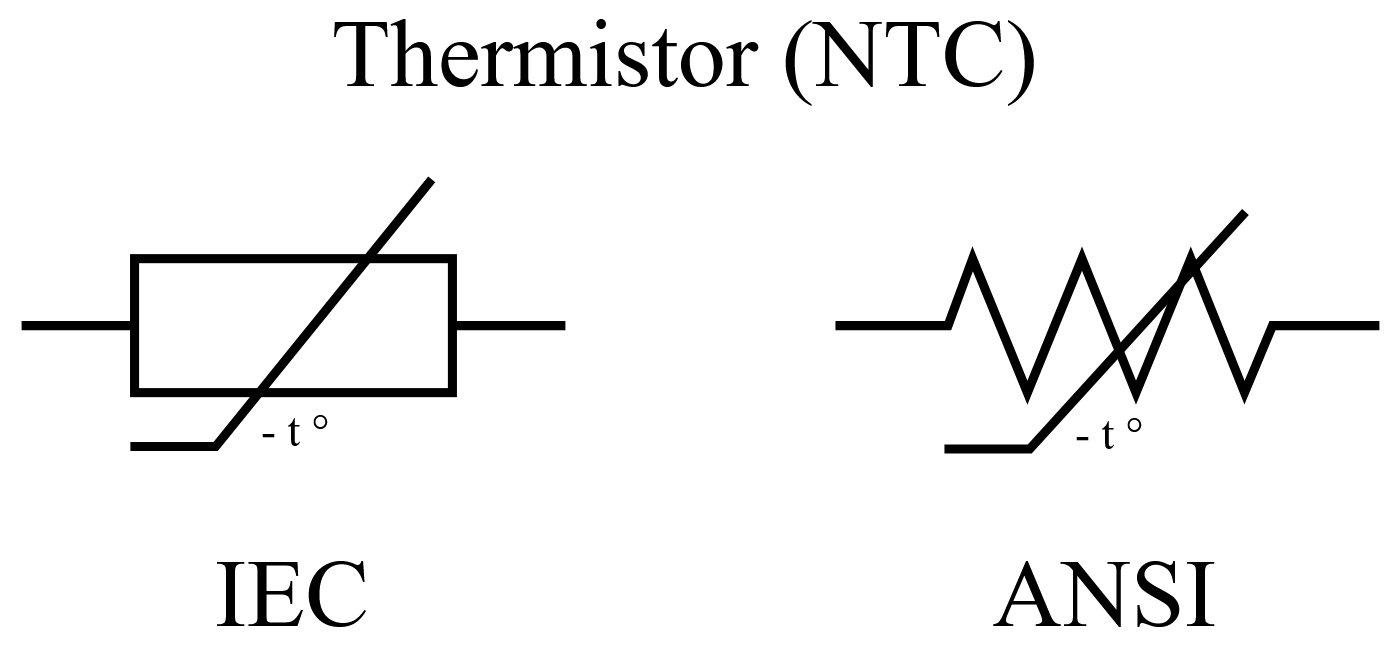 Thermistor (NTC)
- t °
- t °
IEC
ANSI